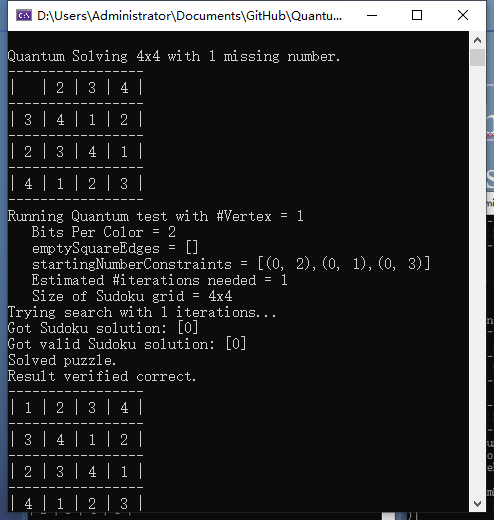 D:\Users\Administrator\Documents\GitHub\Quantu...
Quantum Solving 4x4 with 1 missing number.
-----------------
|   | 2 | 3 | 4 |
-----------------
| 3 | 4 | 1 | 2 |
-----------------
| 2 | 3 | 4 | 1 |
-----------------
| 4 | 1 | 2 | 3 |
-----------------
Running Quantum test with #Vertex = 1
   Bits Per Color = 2
   emptySquareEdges = []
   startingNumberConstraints = [(0, 2),(0, 1),(0, 3)]
   Estimated #iterations needed = 1
   Size of Sudoku grid = 4x4
Trying search with 1 iterations...
Got Sudoku solution: [0]
Got valid Sudoku solution: [0]
Solved puzzle.
Result verified correct.
-----------------
| 1 | 2 | 3 | 4 |
-----------------
| 3 | 4 | 1 | 2 |
-----------------
| 2 | 3 | 4 | 1 |
-----------------
| 4 | 1 | 2 | 3 |